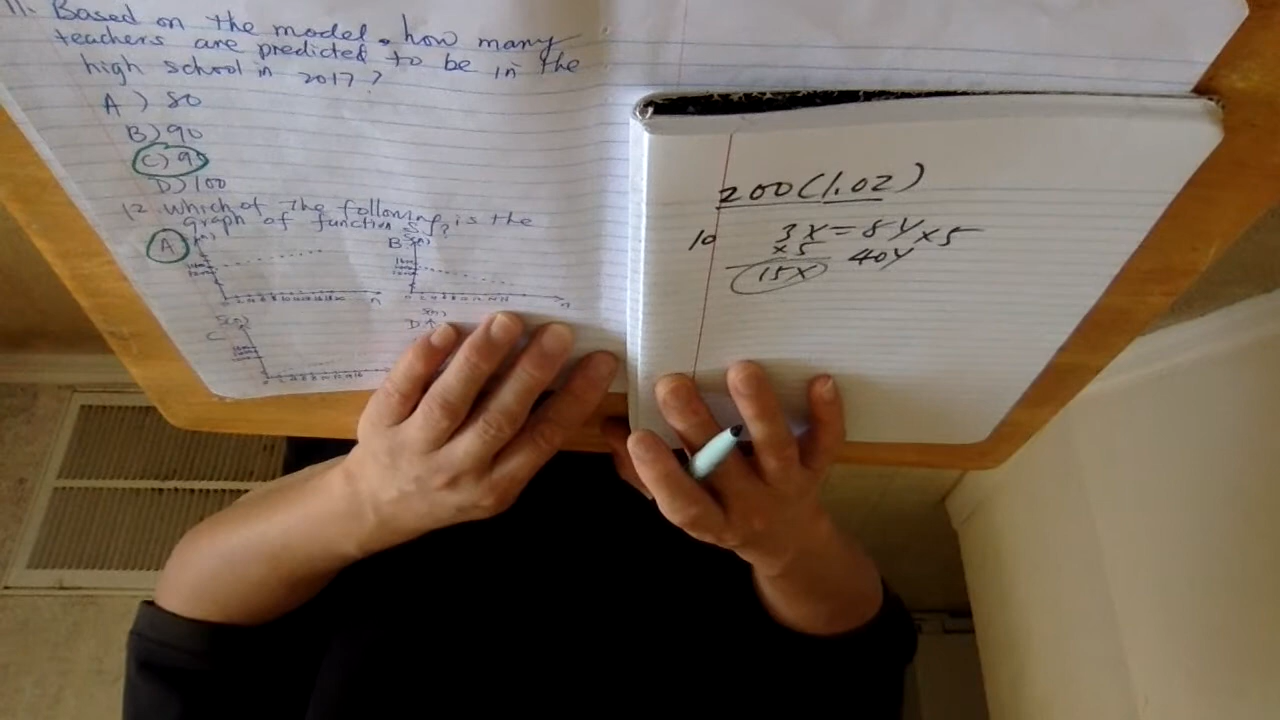 11. Based on the model, how many
teachers are predicted to be in the
high school in 2017?
A) 80
B) 90
C) 95
D) 100
12. Which of the following is the
graph of function S?
A
B S(n)
n
n
C S(n)
D S(n)
200(1.02)
10 3x = 8y x5
x5 40y
15x